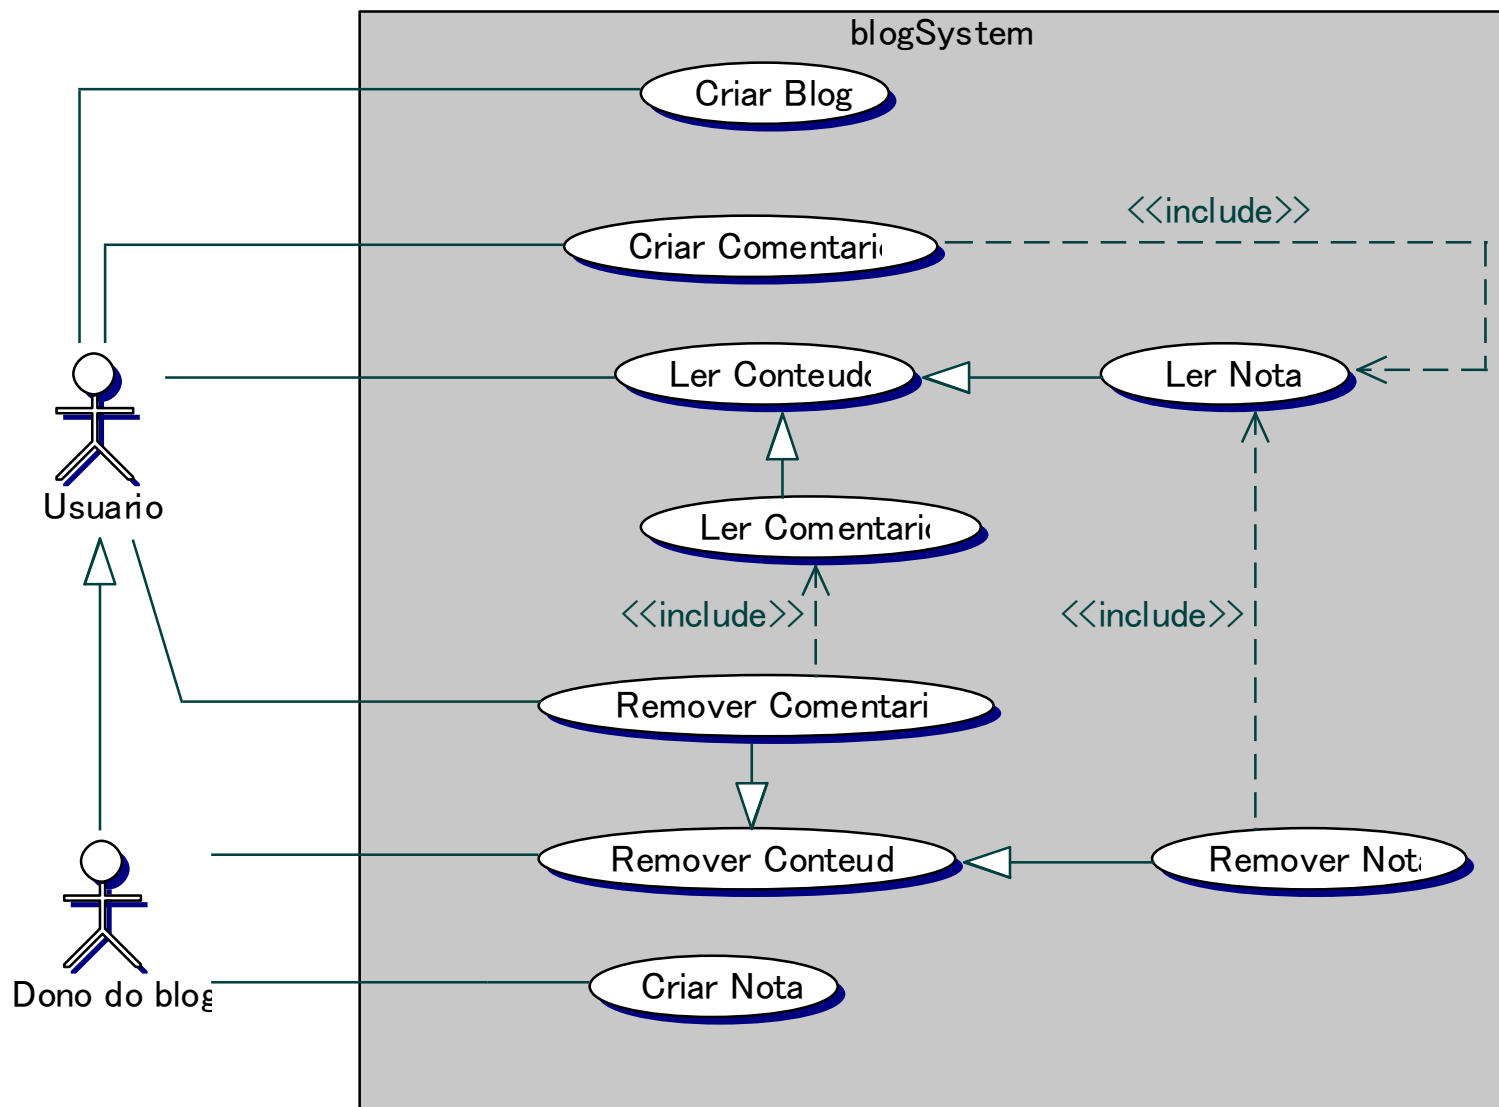 blogSystem
Criar Blog
<<include>>
Criar Comentari
Ler Conteudo
Ler Nota
Usuario
Ler Comentario
<<include>>
<<include>>
Remover Comentari
Remover Conteud
Remover Nota
Criar Nota
Dono do blog